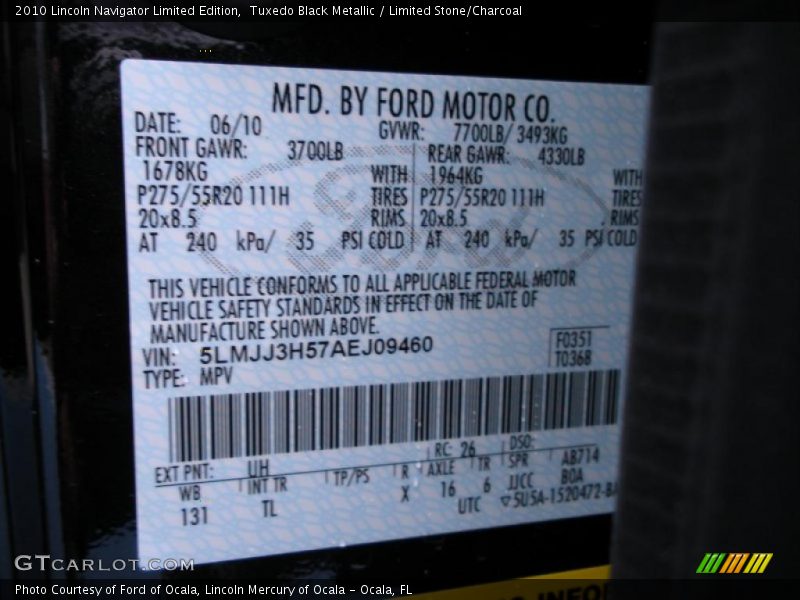 2010 Lincoln Navigator Limited Edition, Tuxedo Black Metallic / Limited Stone/Charcoal
MFD. BY FORD MOTOR CO.
DATE: 06/10 GVWR: 7700LB/ 3493KG
FRONT GAWR: 3700LB REAR GAWR: 4330LB
1678KG WITH 1964KG WITH
P275/55R20 111H TIRES P275/55R20 111H TIRES
20x8.5 RIMS 20x8.5 RIMS
AT 240 kPa/ 35 PSI COLD AT 240 kPa/ 35 PSI COLD
THIS VEHICLE CONFORMS TO ALL APPLICABLE FEDERAL MOTOR
VEHICLE SAFETY STANDARDS IN EFFECT ON THE DATE OF
MANUFACTURE SHOWN ABOVE.
VIN: 5LMJJ3H57AEJ09460 F0351
TYPE: MPV T0368
RC: 26 DSO:
EXT PNT: UH AXLE TR SPR AB714
WB INT TR TP/PS R 16 6 JJCC BOA
131 TL X UTC ▽5U5A-1520472-BA
GTCARLOT.COM
Photo Courtesy of Ford of Ocala, Lincoln Mercury of Ocala - Ocala, FL